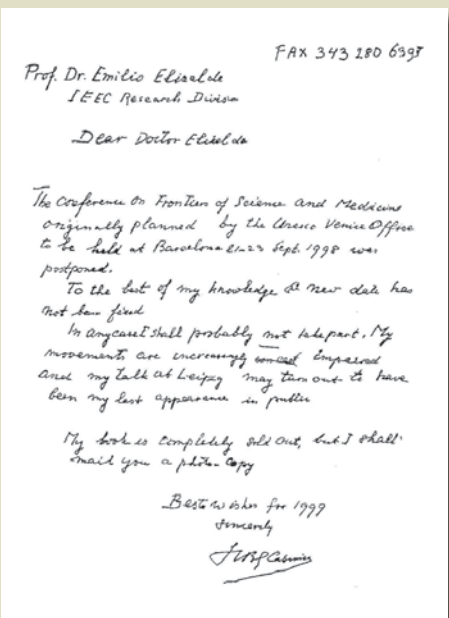 FAX 343 280 6395
Prof. Dr. Emilio Elizalde
IEEC Research Division
Dear Doctor Elizalde
The Conference on Frontiers of Science and Medicine
originally planned by the Unesco Venice Office
to be held at Barcelona 21-23 Sept. 1998 was
postponed.
To the best of my knowledge a new date has
not been fixed
In any case I shall probably not take part. My
movements are increasingly impaired
and my talk at Leipzig may turn out to have
been my last appearance in public
My book is completely sold out, but I shall
mail you a photo-copy
Best wishes for 1999
Sincerely
HBG Casimir